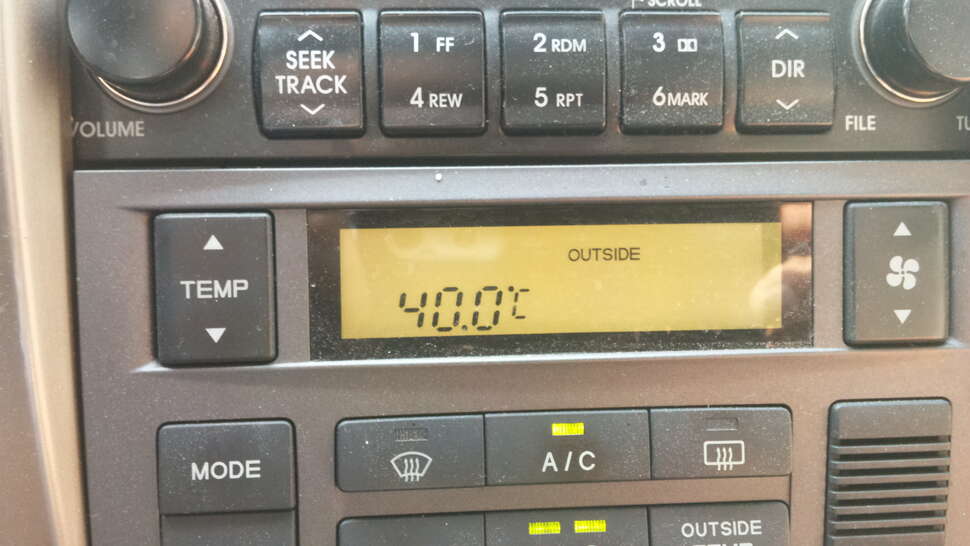 SCROLL
SEEK
TRACK
1 FF
4 REW
2 RDM
5 RPT
3
6 MARK
DIR
VOLUME
FILE
TEMP
OUTSIDE
40.0°C
MODE
A/C
OUTSIDE